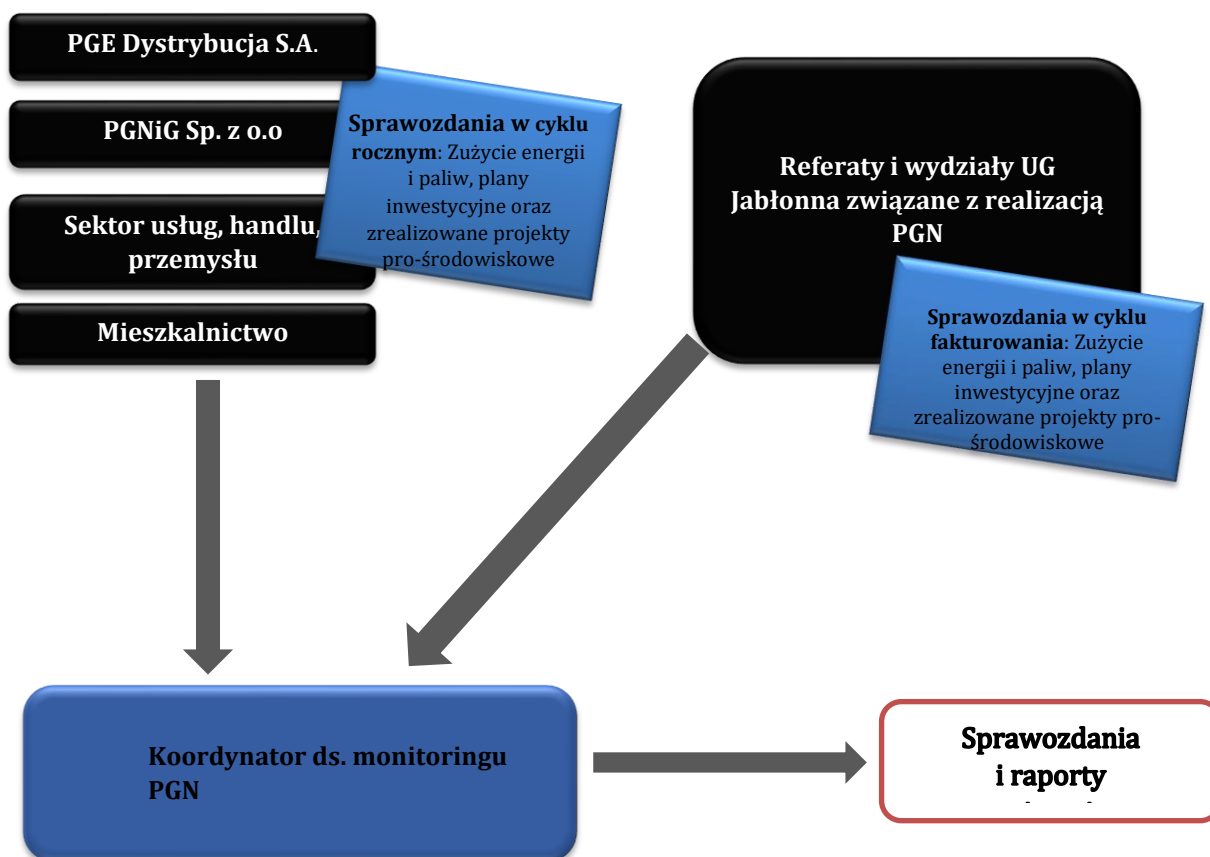 PGE Dystrybucja S.A.
PGNiG Sp. z o.o
Sektor usług, handlu,
przemysłu
Mieszkalnictwo
Sprawozdania w cyklu
rocznym: Zużycie energii
i paliw, plany
inwestycyjne oraz
zrealizowane projekty
pro-środowiskowe
Referaty i wydziały UG
Jabłonna związane z realizacją
PGN
Sprawozdania w cyklu
fakturowania: Zużycie
energii i paliw, plany
inwestycyjne oraz
zrealizowane projekty pro-
środowiskowe
Koordynator ds. monitoringu
PGN
Sprawozdania
i raporty